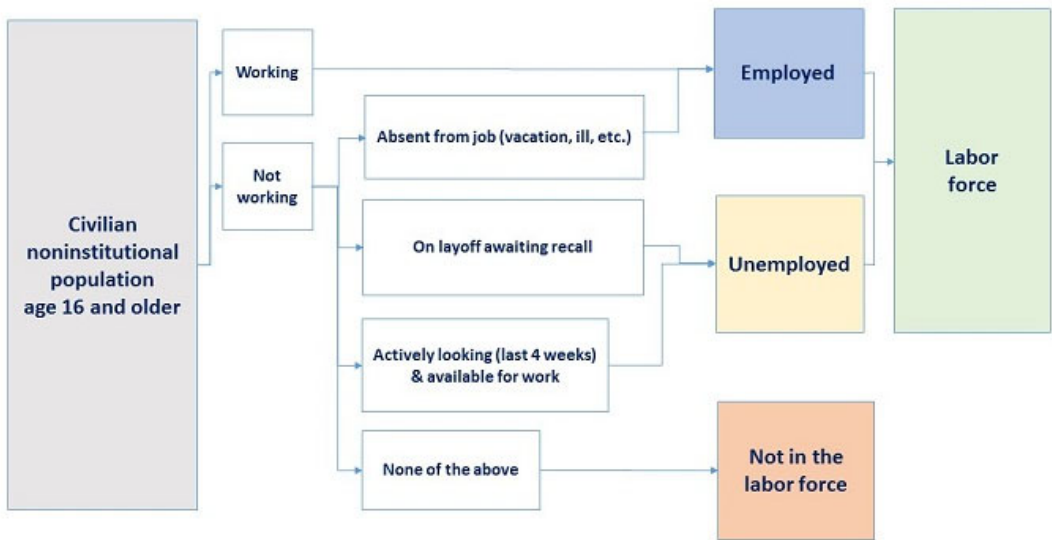 Civilian
noninstitutional
population
age 16 and older
Working
Not
working
Absent from job (vacation, ill, etc.)
On layoff awaiting recall
Actively looking (last 4 weeks)
& available for work
None of the above
Employed
Unemployed
Not in the
labor force
Labor
force